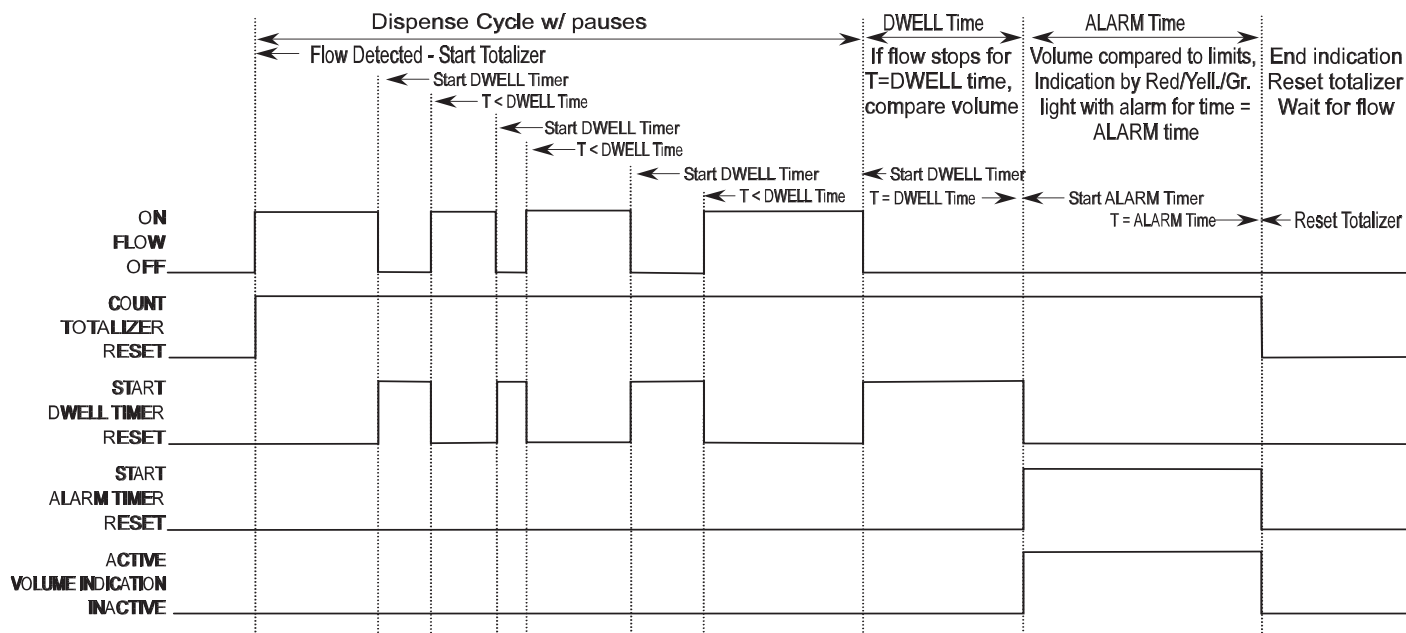 Dispense Cycle w/ pauses
Flow Detected - Start Totalizer
Start DWELL Timer
T < DWELL Time
Start DWELL Timer
T < DWELL Time
Start DWELL Timer
T < DWELL Time
DWELL Time
If flow stops for
T=DWELL time,
compare volume
Start DWELL Timer
T = DWELL Time
ALARM Time
Volume compared to limits,
Indication by Red/Yell./Gr.
light with alarm for time =
ALARM time
Start ALARM Timer
T = ALARM Time
End indication
Reset totalizer
Wait for flow
Reset Totalizer
ON
FLOW
OFF
COUNT
TOTALIZER
RESET
START
DWELL TIMER
RESET
START
ALARM TIMER
RESET
ACTIVE
VOLUME INDICATION
INACTIVE